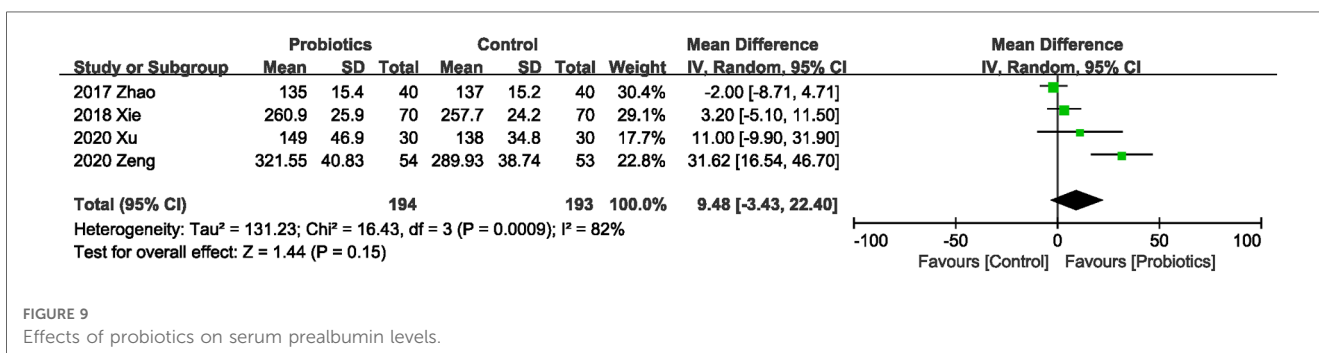 Probiotics Control Mean Difference Mean Difference
Study or Subgroup Mean SD Total Mean SD Total Weight IV, Random, 95% CI IV, Random, 95% CI
2017 Zhao 135 15.4 40 137 15.2 40 30.4% -2.00 [-8.71, 4.71]
2018 Xie 260.9 25.9 70 257.7 24.2 70 29.1% 3.20 [-5.10, 11.50]
2020 Xu 149 46.9 30 138 34.8 30 17.7% 11.00 [-9.90, 31.90]
2020 Zeng 321.55 40.83 54 289.93 38.74 53 22.8% 31.62 [16.54, 46.70]
Total (95% CI) 194 193 100.0% 9.48 [-3.43, 22.40]
Heterogeneity: Tau² = 131.23; Chi² = 16.43, df = 3 (P = 0.0009); I² = 82%
Test for overall effect: Z = 1.44 (P = 0.15)
-100 -50 0 50 100
Favours [Control] Favours [Probiotics]
FIGURE 9
Effects of probiotics on serum prealbumin levels.